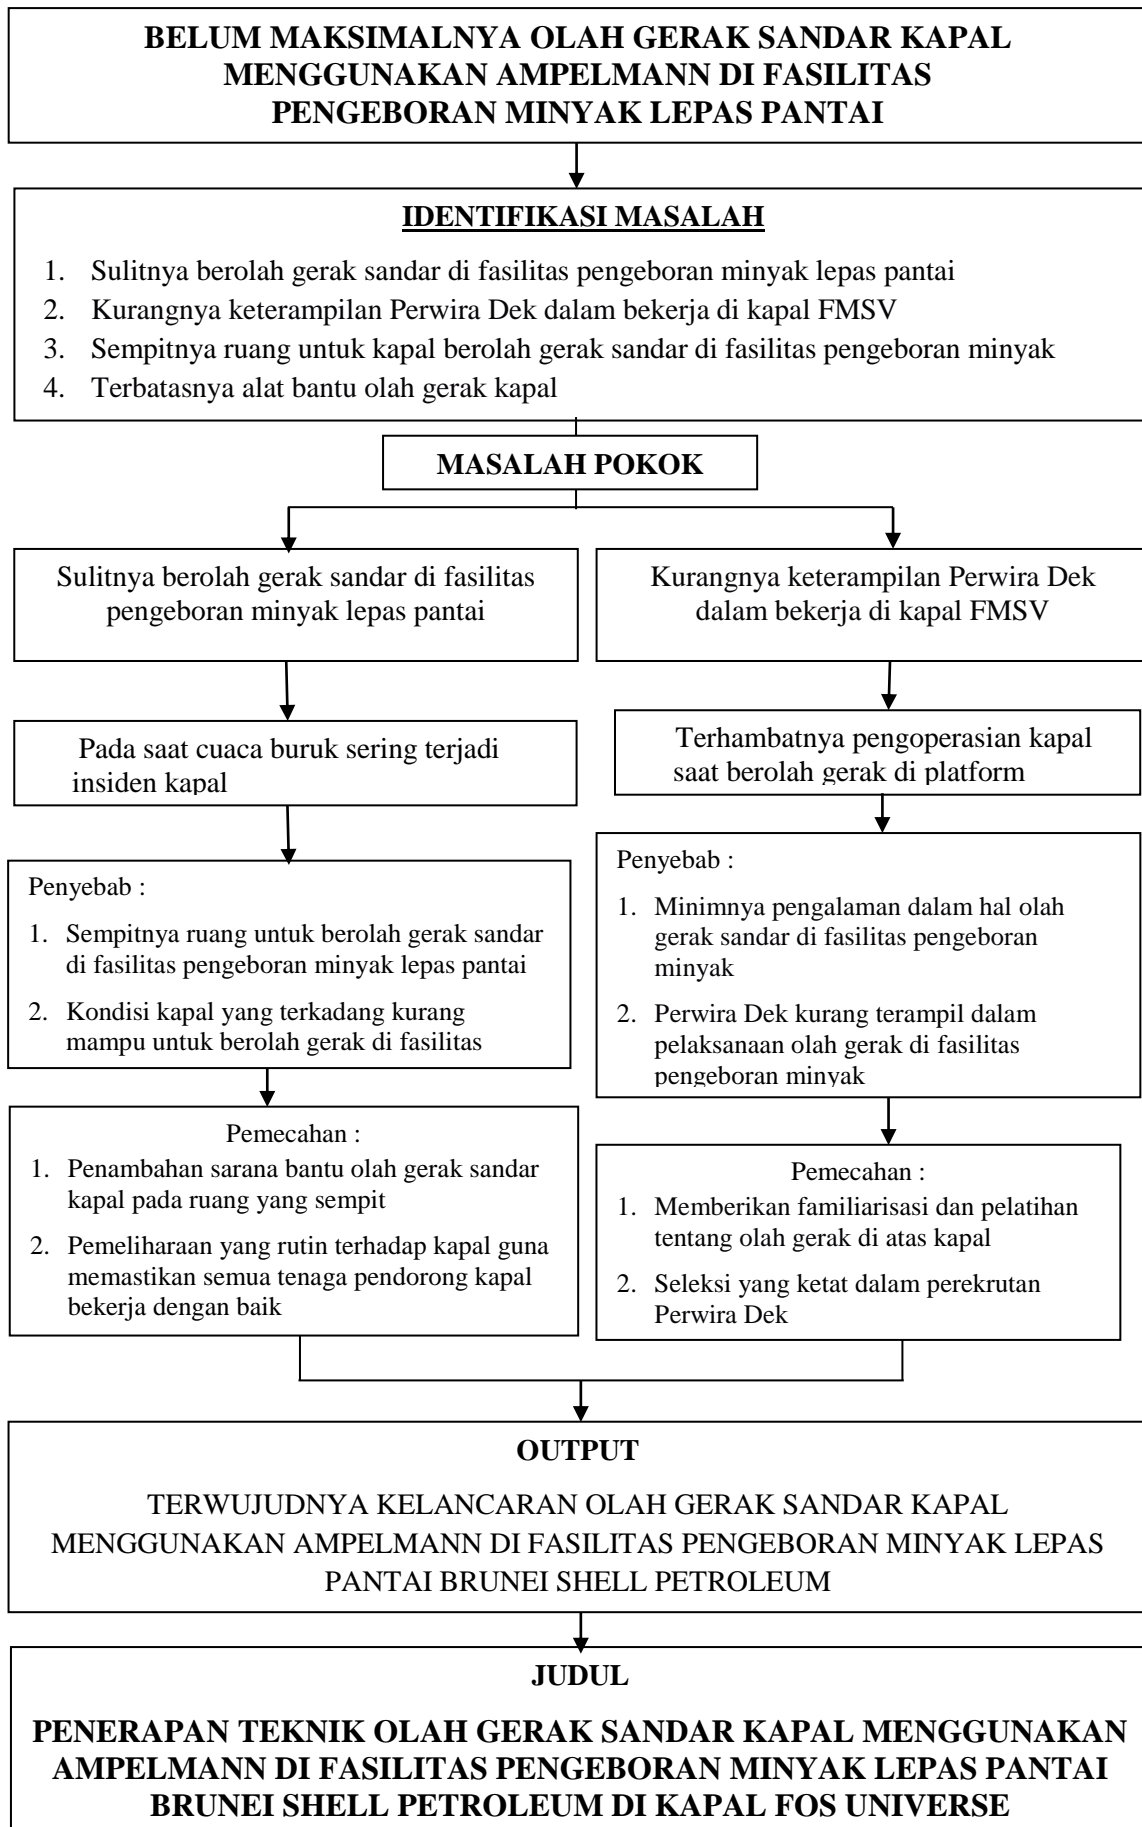 BELUM MAKSIMALNYA OLAH GERAK SANDAR KAPAL
MENGGUNAKAN AMPELMANN DI FASILITAS
PENGEBORAN MINYAK LEPAS PANTAI
IDENTIFIKASI MASALAH
1. Sulitnya berolah gerak sandar di fasilitas pengeboran minyak lepas pantai
2. Kurangnya keterampilan Perwira Dek dalam bekerja di kapal FMSV
3. Sempitnya ruang untuk kapal berolah gerak sandar di fasilitas pengeboran minyak
4. Terbatasnya alat bantu olah gerak kapal
MASALAH POKOK
Sulitnya berolah gerak sandar di fasilitas
pengeboran minyak lepas pantai
Kurangnya keterampilan Perwira Dek
dalam bekerja di kapal FMSV
Pada saat cuaca buruk sering terjadi
insiden kapal
Terhambatnya pengoperasian kapal
saat berolah gerak di platform
Penyebab :
1. Sempitnya ruang untuk berolah gerak sandar
di fasilitas pengeboran minyak lepas pantai
2. Kondisi kapal yang terkadang kurang
mampu untuk berolah gerak di fasilitas
Penyebab :
1. Minimnya pengalaman dalam hal olah
gerak sandar di fasilitas pengeboran
minyak
2. Perwira Dek kurang terampil dalam
pelaksanaan olah gerak di fasilitas
pengeboran minyak
Pemecahan :
1. Penambahan sarana bantu olah gerak sandar
kapal pada ruang yang sempit
2. Pemeliharaan yang rutin terhadap kapal guna
memastikan semua tenaga pendorong kapal
bekerja dengan baik
Pemecahan :
1. Memberikan familiarisasi dan pelatihan
tentang olah gerak di atas kapal
2. Seleksi yang ketat dalam perekrutan
Perwira Dek
OUTPUT
TERWUJUDNYA KELANCARAN OLAH GERAK SANDAR KAPAL
MENGGUNAKAN AMPELMANN DI FASILITAS PENGEBORAN MINYAK LEPAS
PANTAI BRUNEI SHELL PETROLEUM
JUDUL
PENERAPAN TEKNIK OLAH GERAK SANDAR KAPAL MENGGUNAKAN
AMPELMANN DI FASILITAS PENGEBORAN MINYAK LEPAS PANTAI
BRUNEI SHELL PETROLEUM DI KAPAL FOS UNIVERSE